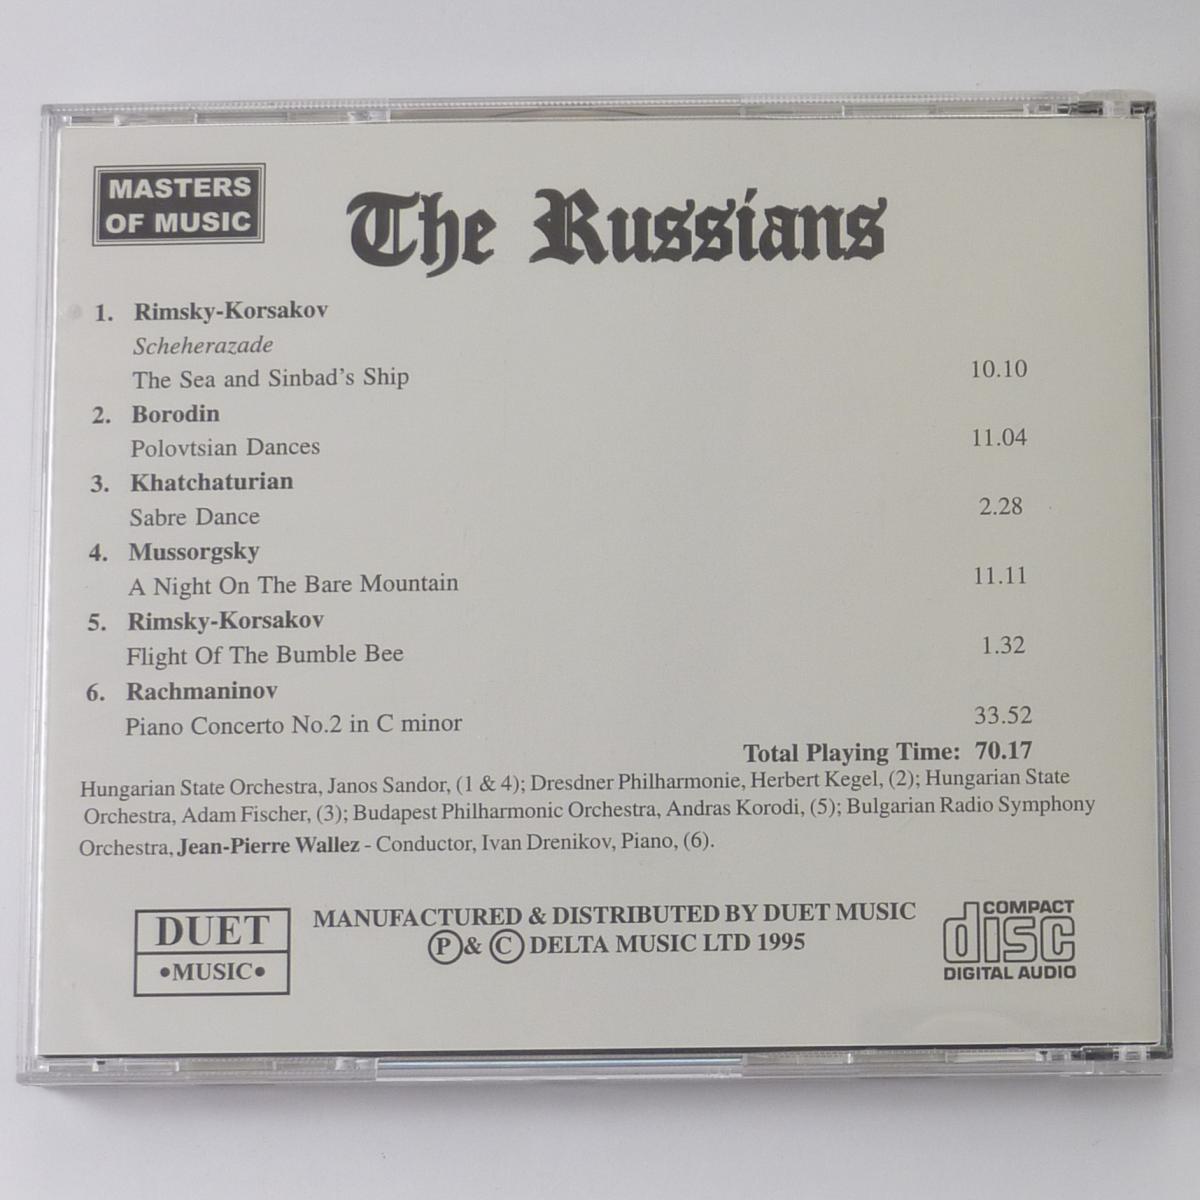 MASTERS
OF MUSIC
The Russians
1. Rimsky-Korsakov
Scheherazade
The Sea and Sinbad's Ship 10.10
2. Borodin
Polovtsian Dances 11.04
3. Khatchaturian
Sabre Dance 2.28
4. Mussorgsky
A Night On The Bare Mountain 11.11
5. Rimsky-Korsakov
Flight Of The Bumble Bee 1.32
6. Rachmaninov
Piano Concerto No.2 in C minor 33.52
Total Playing Time: 70.17
Hungarian State Orchestra, Janos Sandor, (1 & 4); Dresdner Philharmonie, Herbert Kegel, (2); Hungarian State
Orchestra, Adam Fischer, (3); Budapest Philharmonic Orchestra, Andras Korodi, (5); Bulgarian Radio Symphony
Orchestra, Jean-Pierre Wallez - Conductor, Ivan Drenikov, Piano, (6).
DUET
•MUSIC•
MANUFACTURED & DISTRIBUTED BY DUET MUSIC
Ⓟ& © DELTA MUSIC LTD 1995
COMPACT
disc
DIGITAL AUDIO